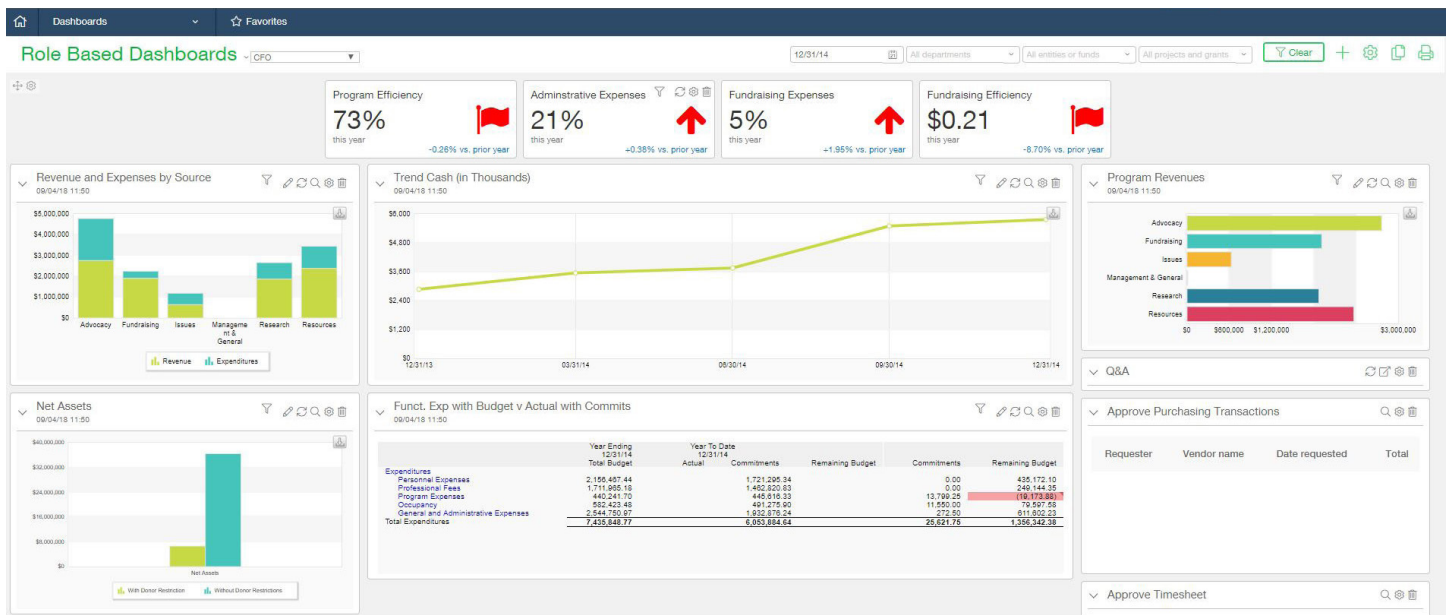 Dashboards
Favorites
Role Based Dashboards - CFO
12/31/14
All departments
All entities or funds
All projects and grants
Clear
Program Efficiency
73%
this year
-0.26% vs. prior year
Adminstrative Expenses
21%
this year
+0.38% vs. prior year
Fundraising Expenses
5%
this year
+1.95% vs. prior year
Fundraising Efficiency
$0.21
this year
-8.70% vs. prior year
Revenue and Expenses by Source
09/04/18 11:50
$5,000,000
$4,000,000
$3,000,000
$2,000,000
$1,000,000
$0
Advocacy Fundraising Issues Manageme Research Resources
nt &
General
Revenue Expenditures
Trend Cash (in Thousands)
09/04/18 11:50
$6,000
$4,800
$3,600
$2,400
$1,200
$0
12/31/13 03/31/14 06/30/14 09/30/14 12/31/14
Program Revenues
09/04/18 11:50
Advocacy
Fundraising
Issues
Management & General
Research
Resources
$0 $600,000 $1,200,000 $3,000,000
Q&A
Net Assets
09/04/18 11:50
$40,000,000
$32,000,000
$24,000,000
$16,000,000
$8,000,000
$0
Net Assets
With Donor Restriction Without Donor Restrictions
Funct. Exp with Budget v Actual with Commits
09/04/18 11:50
Year Ending Year To Date
12/31/14 12/31/14
Total Budget Actual Commitments Remaining Budget Commitments Remaining Budget
Expenditures
Personnel Expenses 2,156,467.44 1,721,295.34 0.00 435,172.10
Professional Fees 1,711,965.18 1,462,820.83 0.00 249,144.35
Program Expenses 440,241.70 445,616.33 13,799.25 (19,173.88)
Occupancy 582,423.48 491,275.90 11,550.00 79,597.58
General and Administrative Expenses 2,544,750.97 1,932,876.24 272.50 611,602.23
Total Expenditures 7,435,848.77 6,053,884.64 25,621.75 1,356,342.38
Approve Purchasing Transactions
Requester Vendor name Date requested Total
Approve Timesheet